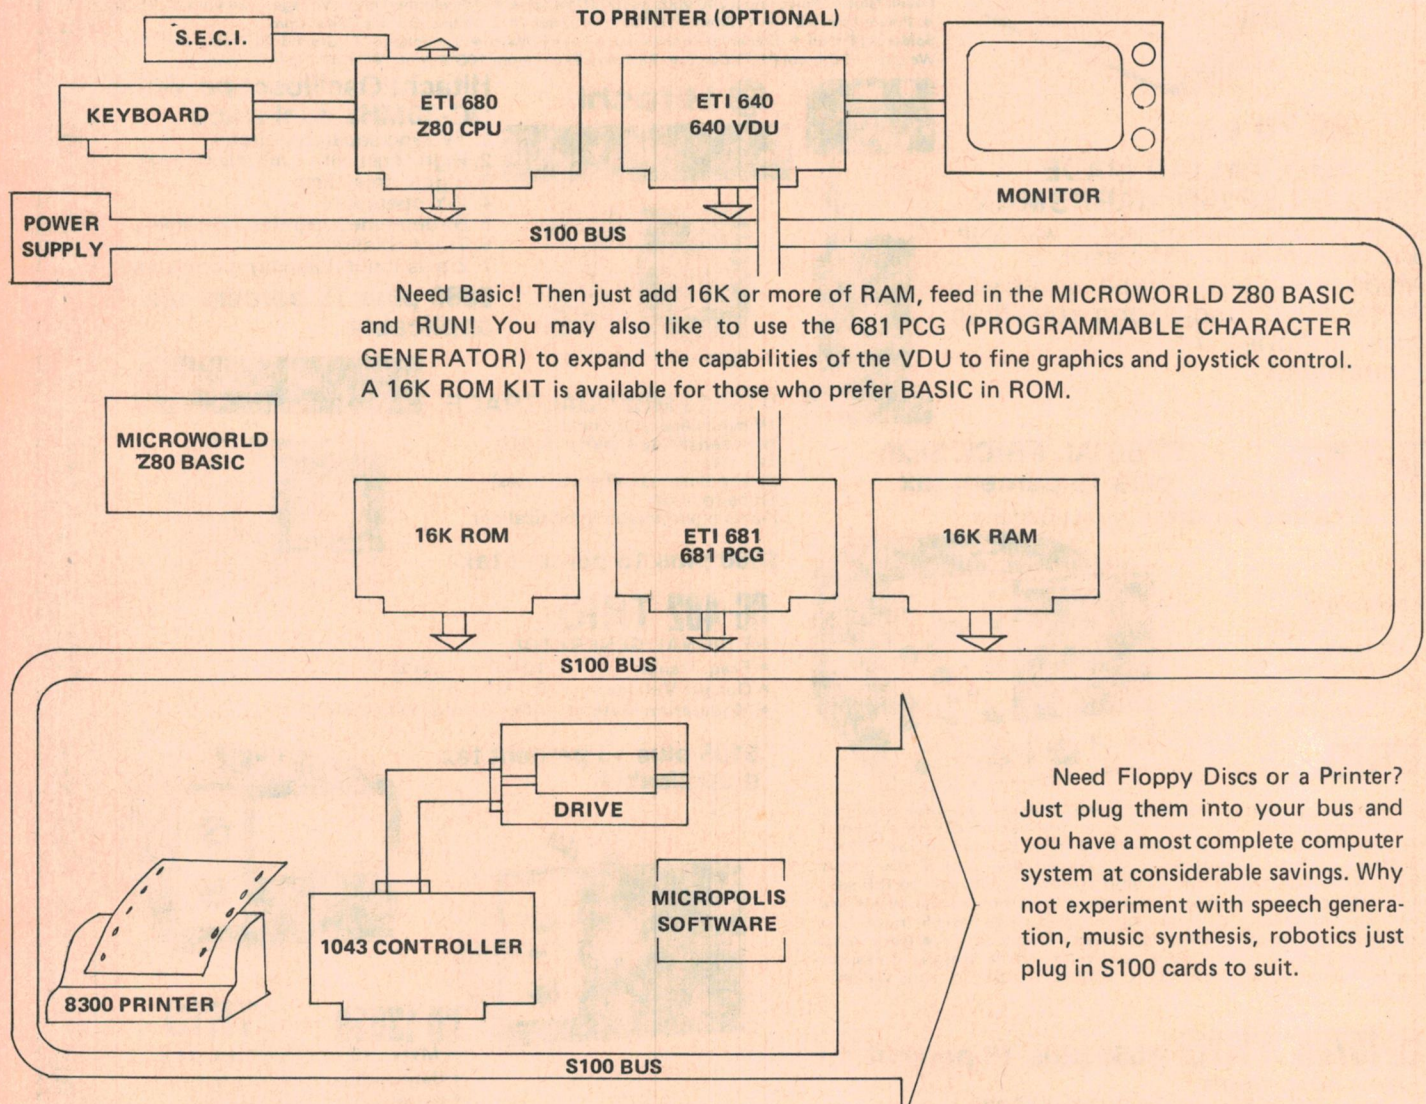 TO PRINTER (OPTIONAL)
S.E.C.I.
KEYBOARD
ETI 680
Z80 CPU
ETI 640
640 VDU
MONITOR
POWER
SUPPLY
S100 BUS
Need Basic! Then just add 16K or more of RAM, feed in the MICROWORLD Z80 BASIC
and RUN! You may also like to use the 681 PCG (PROGRAMMABLE CHARACTER
GENERATOR) to expand the capabilities of the VDU to fine graphics and joystick control.
A 16K ROM KIT is available for those who prefer BASIC in ROM.
MICROWORLD
Z80 BASIC
16K ROM
ETI 681
681 PCG
16K RAM
S100 BUS
DRIVE
1043 CONTROLLER
MICROPOLIS
SOFTWARE
8300 PRINTER
Need Floppy Discs or a Printer?
Just plug them into your bus and
you have a most complete computer
system at considerable savings. Why
not experiment with speech genera-
tion, music synthesis, robotics just
plug in S100 cards to suit.
S100 BUS